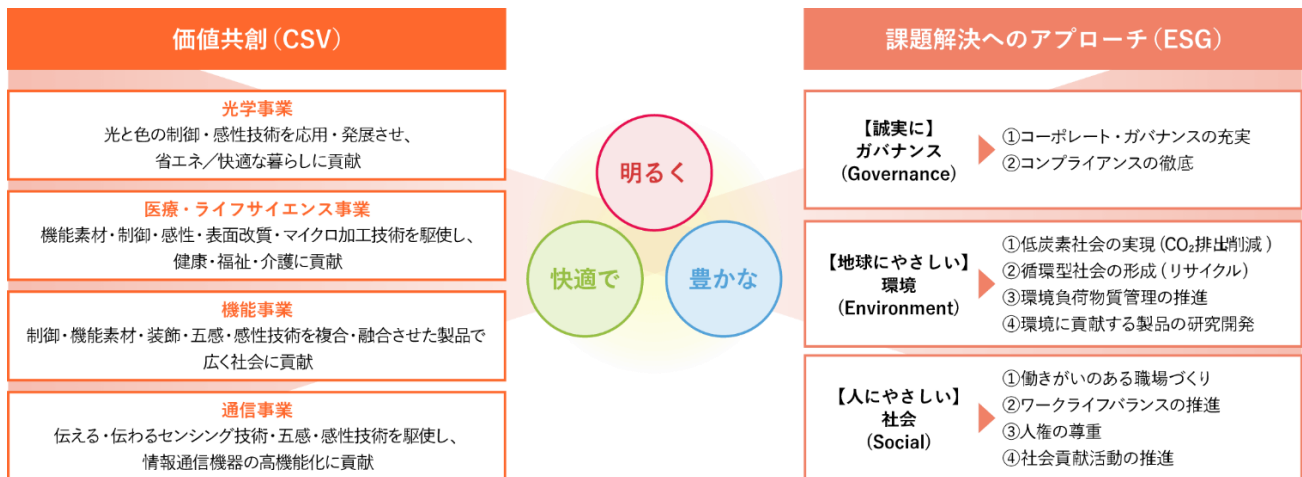 価値共創（CSV）
光学事業
光と色の制御・感性技術を応用・発展させ、
省エネ／快適な暮らしに貢献
医療・ライフサイエンス事業
機能素材・制御・感性・表面改質・マイクロ加工技術を駆使し、
健康・福祉・介護に貢献
機能事業
制御・機能素材・装飾・五感・感性技術を複合・融合させた製品で
広く社会に貢献
通信事業
伝える・伝わるセンシング技術・五感・感性技術を駆使し、
情報通信機器の高機能化に貢献
明るく
快適で
豊かな
課題解決へのアプローチ（ESG）
【誠実に】
ガバナンス
(Governance)
①コーポレート・ガバナンスの充実
②コンプライアンスの徹底
【地球にやさしい】
環境
(Environment)
①低炭素社会の実現（CO₂排出削減）
②循環型社会の形成（リサイクル）
③環境負荷物質管理の推進
④環境に貢献する製品の研究開発
【人にやさしい】
社会
(Social)
①働きがいのある職場づくり
②ワークライフバランスの推進
③人権の尊重
④社会貢献活動の推進